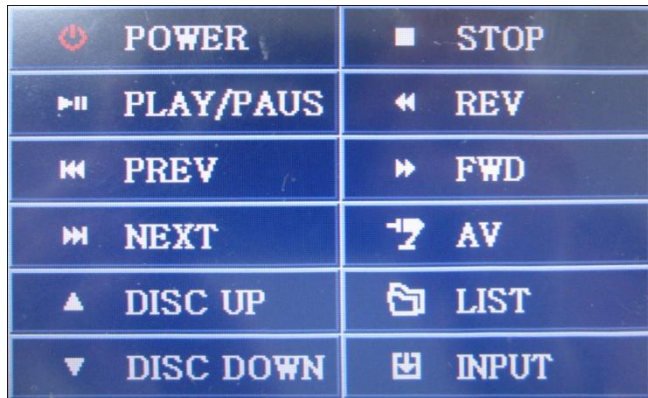 POWER STOP
PLAY/PAUS REV
PREV FWD
NEXT AV
DISC UP LIST
DISC DOWN INPUT